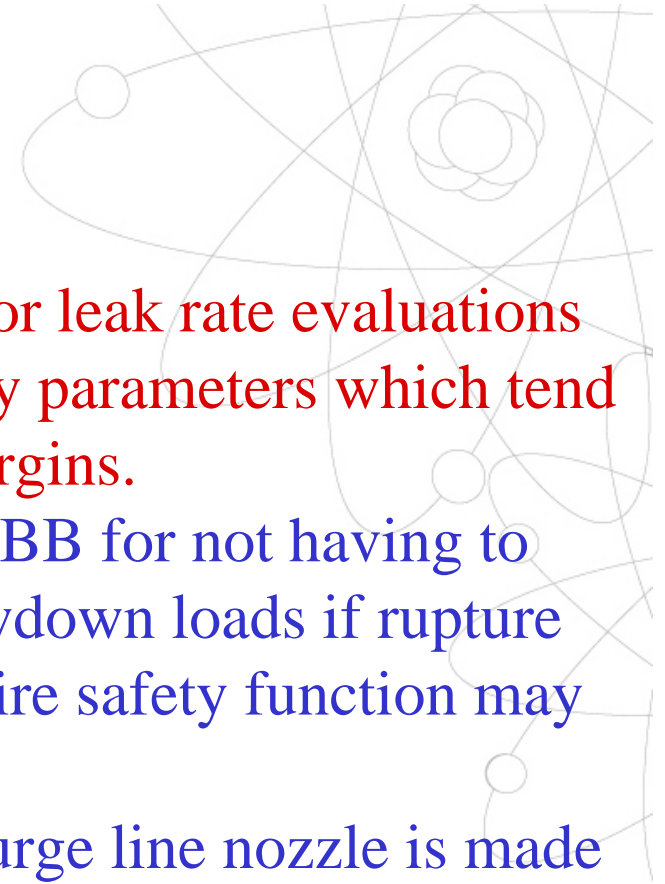 or leak rate evaluations
y parameters which tend
rgins.
BB for not having to
down loads if rupture
ire safety function may
urge line nozzle is made